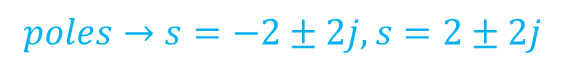 poles → s = −2 ± 2j, s = 2 ± 2j